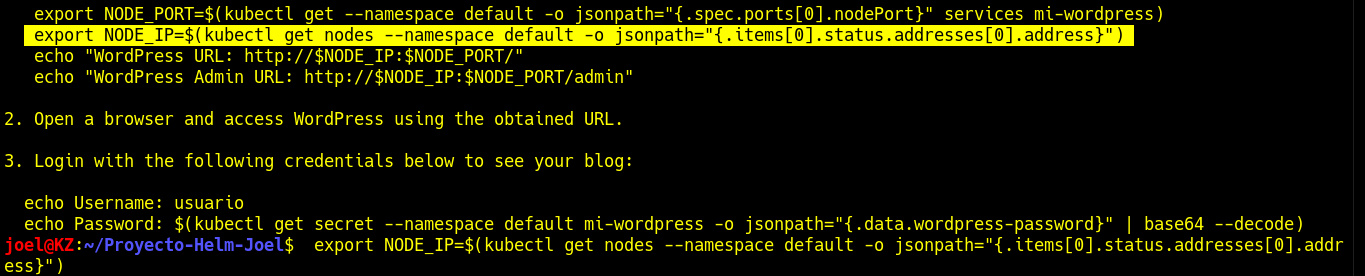 export NODE_PORT=$(kubectl get --namespace default -o jsonpath="{.spec.ports[0].nodePort}" services mi-wordpress)
export NODE_IP=$(kubectl get nodes --namespace default -o jsonpath="{.items[0].status.addresses[0].address}")
echo "WordPress URL: http://$NODE_IP:$NODE_PORT/"
echo "WordPress Admin URL: http://$NODE_IP:$NODE_PORT/admin"
2. Open a browser and access WordPress using the obtained URL.
3. Login with the following credentials below to see your blog:
echo Username: usuario
echo Password: $(kubectl get secret --namespace default mi-wordpress -o jsonpath="{.data.wordpress-password}" | base64 --decode)
joel@KZ:~/Proyecto-Helm-Joel$  export NODE_IP=$(kubectl get nodes --namespace default -o jsonpath="{.items[0].status.addresses[0].addr
ess}")